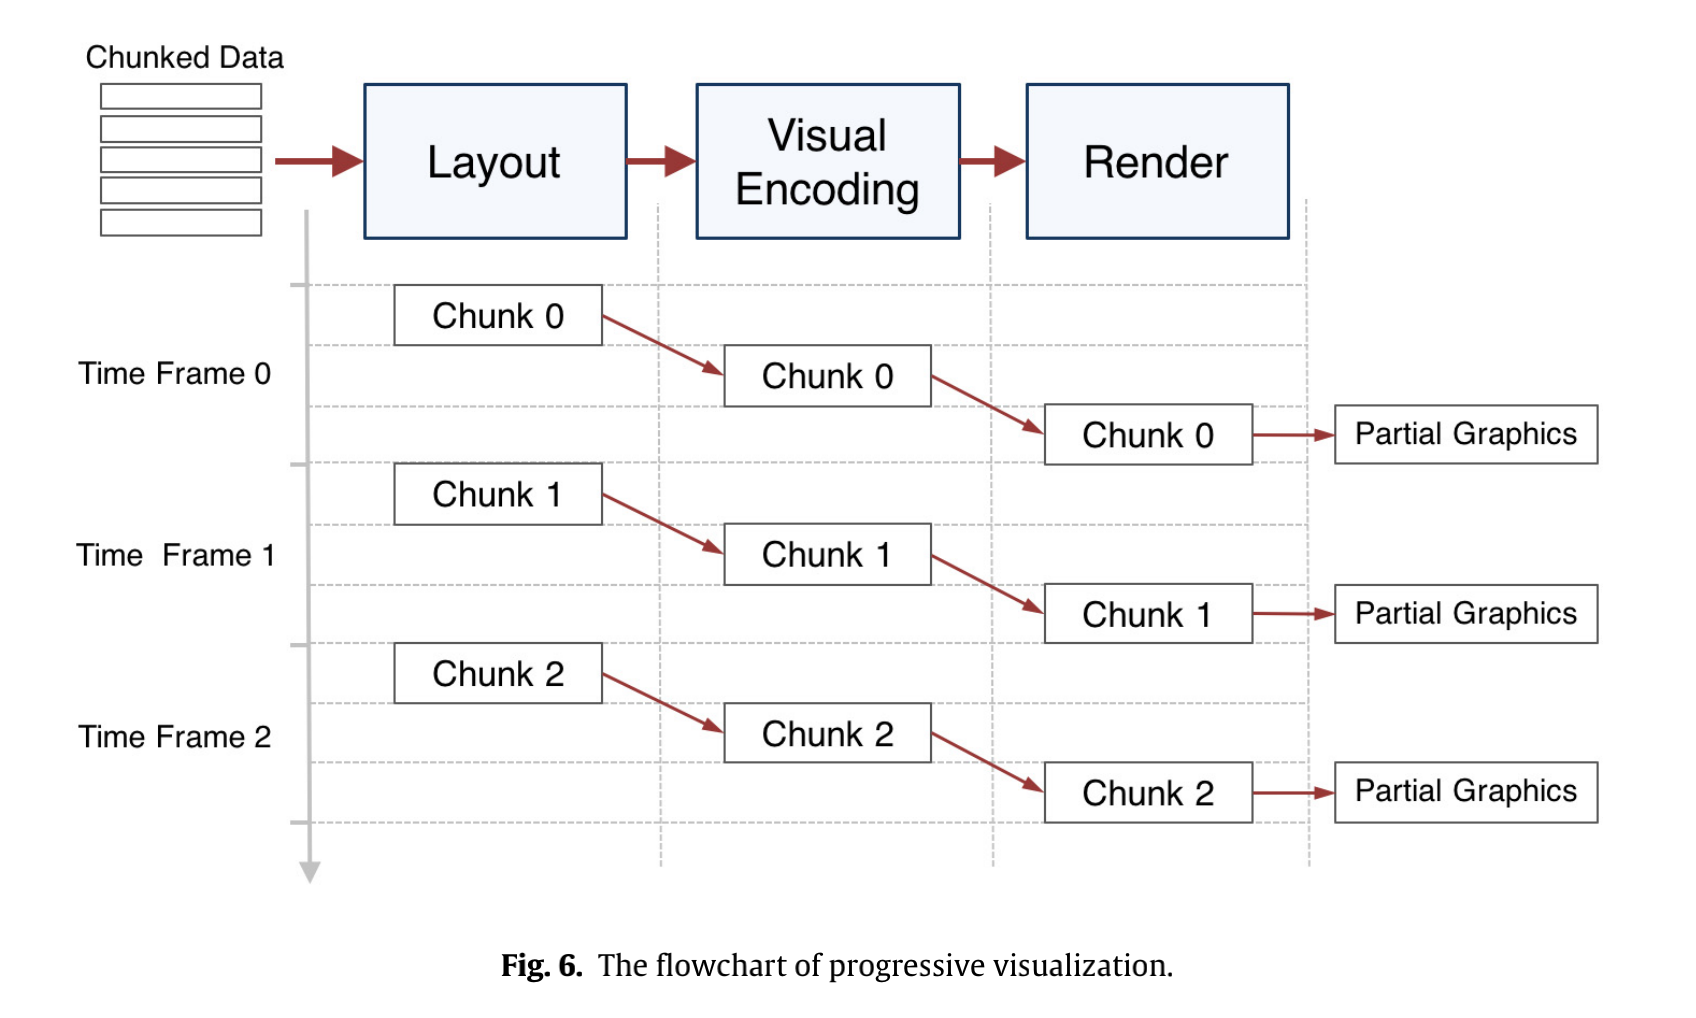 Chunked Data
Layout
Visual
Encoding
Render
Chunk 0
Time Frame 0
Chunk 0
Chunk 0
Partial Graphics
Chunk 1
Time Frame 1
Chunk 1
Chunk 1
Partial Graphics
Chunk 2
Time Frame 2
Chunk 2
Chunk 2
Partial Graphics
Fig. 6. The flowchart of progressive visualization.